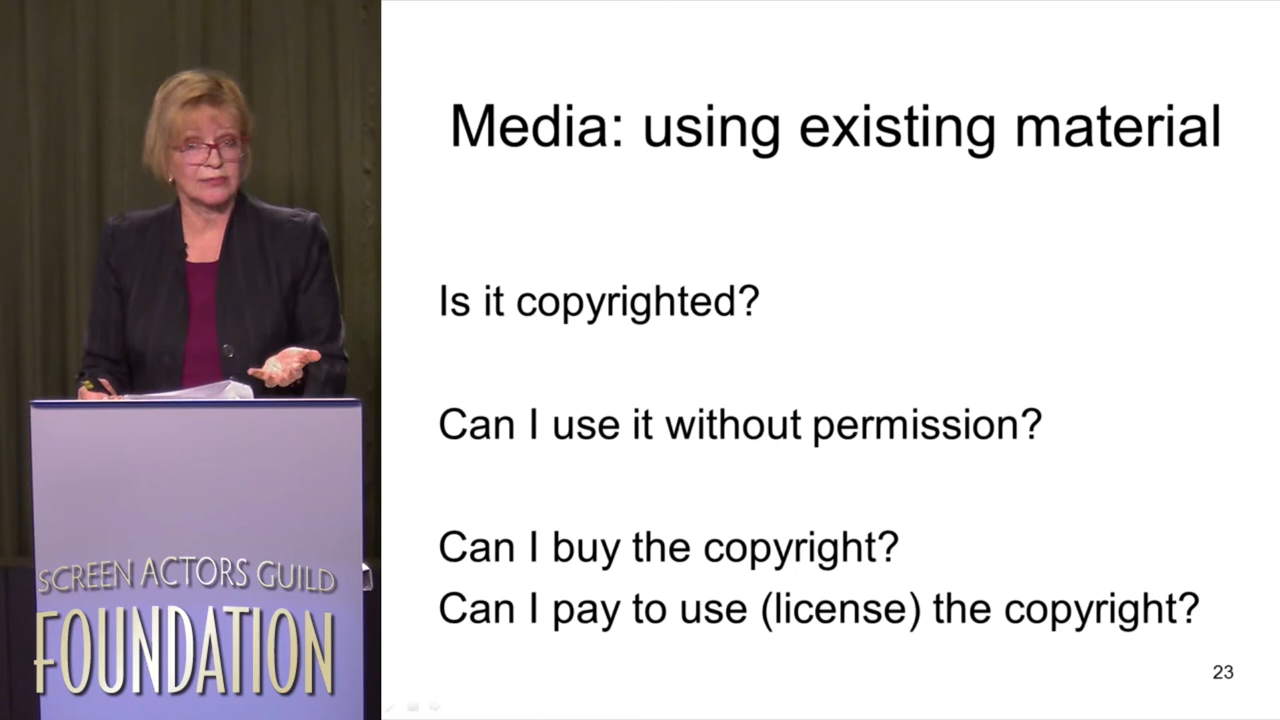 Media: using existing material
Is it copyrighted?
Can I use it without permission?
Can I buy the copyright?
Can I pay to use (license) the copyright?
23
SCREEN ACTORS GUILD
FOUNDATION